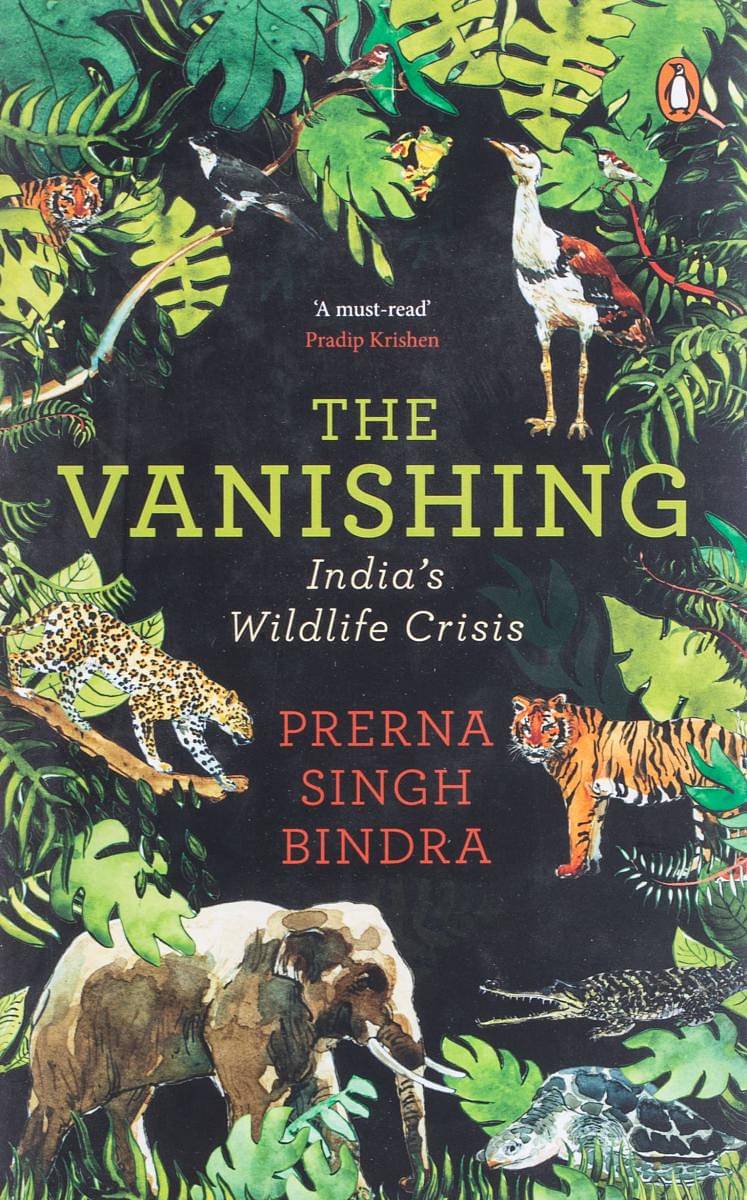 ‘A must-read’
Pradip Krishen
THE
VANISHING
India’s
Wildlife Crisis
PRERNA
SINGH
BINDRA